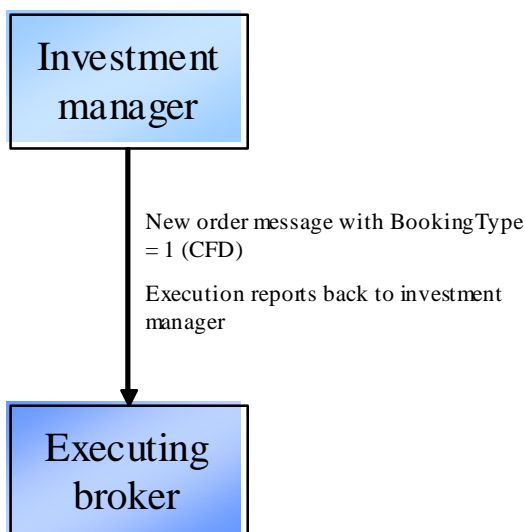 Investment
manager
New order message with BookingType
= 1 (CFD)
Execution reports back to investment
manager
Executing
broker